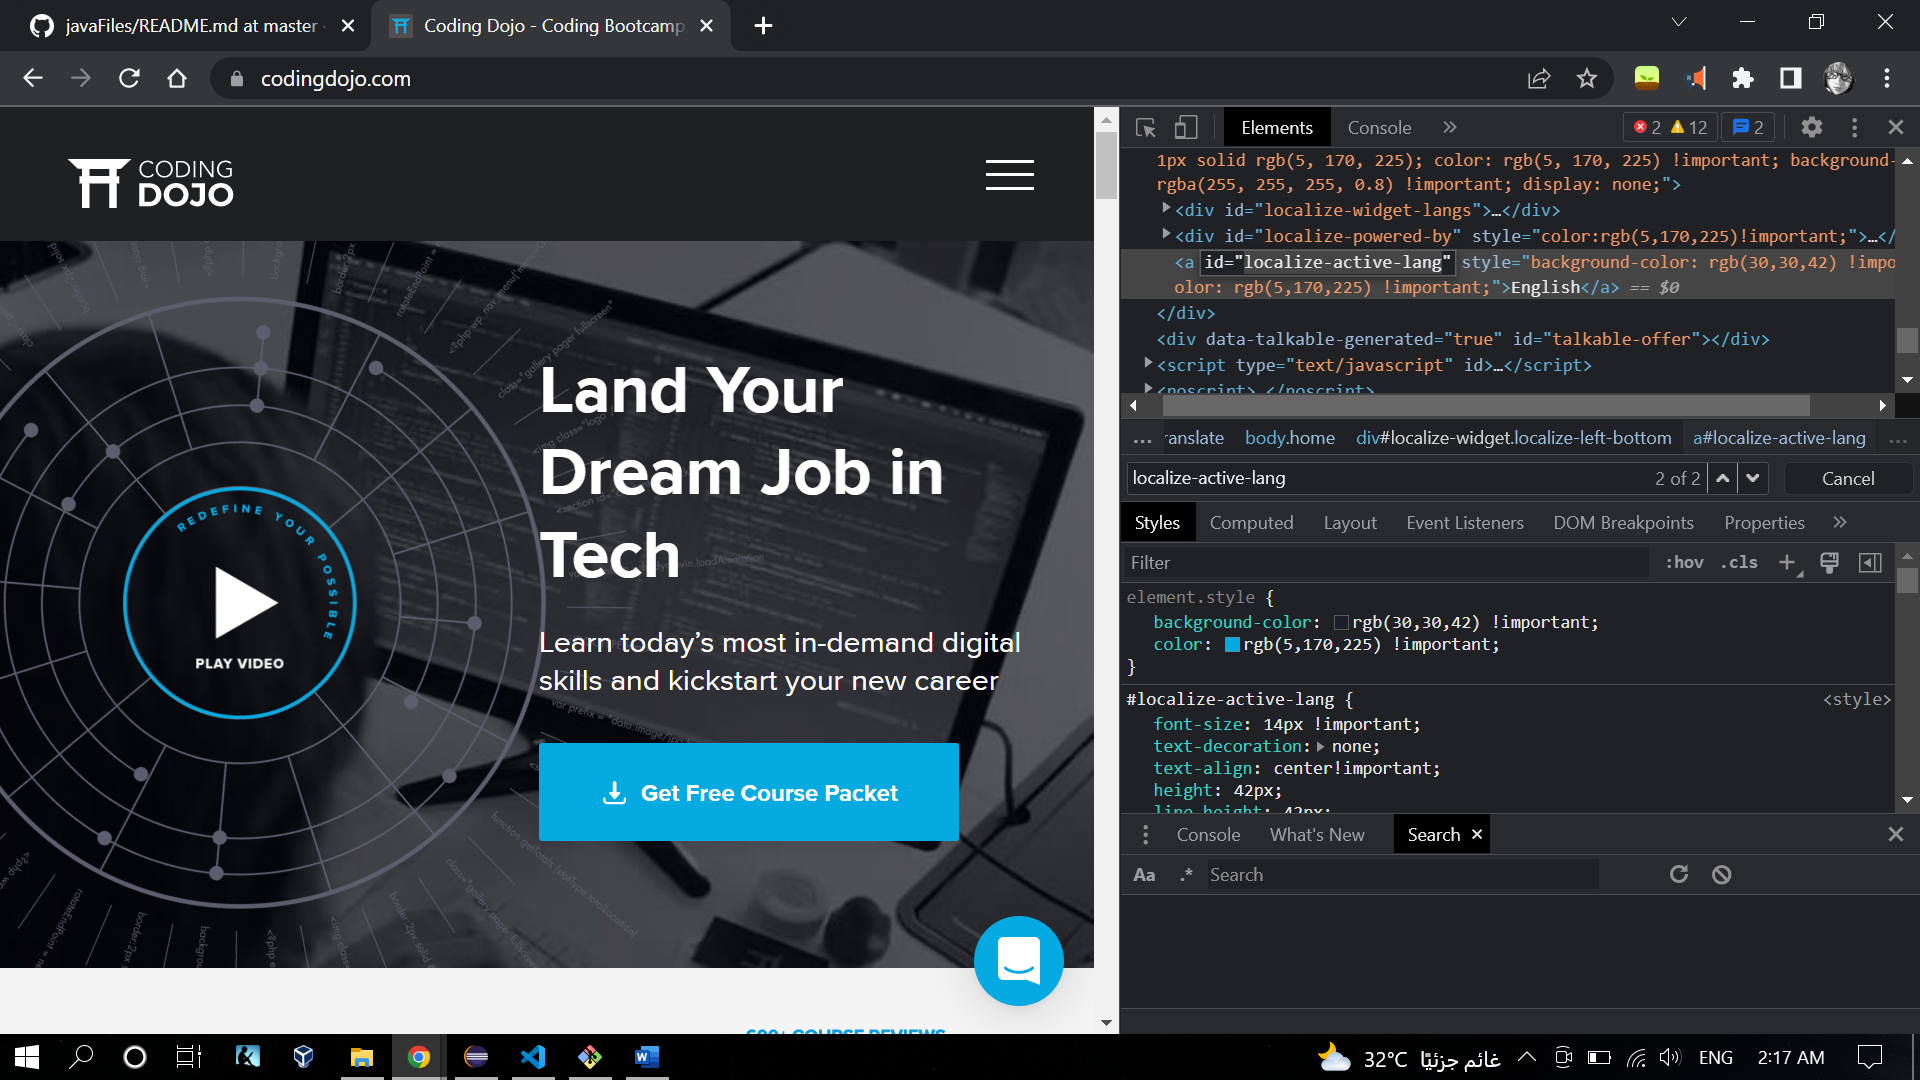 javaFiles/README.md at master
Coding Dojo - Coding Bootcamp
codingdojo.com
CODING
DOJO
REDEFINE YOUR POSSIBLE
PLAY VIDEO
Land Your
Dream Job in
Tech
Learn today’s most in-demand digital
skills and kickstart your new career
Get Free Course Packet
600+ COURSE REVIEWS
Elements
Console
»
2
12
2
1px solid rgb(5, 170, 225); color: rgb(5, 170, 225) !important; background-
rgba(255, 255, 255, 0.8) !important; display: none;">
<div id="localize-widget-langs">…</div>
<div id="localize-powered-by" style="color:rgb(5,170,225)!important;">…</
<a id="localize-active-lang" style="background-color: rgb(30,30,42) !impo
olor: rgb(5,170,225) !important;">English</a> == $0
</div>
<div data-talkable-generated="true" id="talkable-offer"></div>
<script type="text/javascript" id>…</script>
<noscript>…</noscript>
… ranslate body.home div#localize-widget.localize-left-bottom a#localize-active-lang …
localize-active-lang
2 of 2
Cancel
Styles Computed Layout Event Listeners DOM Breakpoints Properties »
Filter
:hov .cls +
element.style {
background-color: rgb(30,30,42) !important;
color: rgb(5,170,225) !important;
}
#localize-active-lang {
<style>
font-size: 14px !important;
text-decoration: none;
text-align: center!important;
height: 42px;
line-height: 42px;
Console What's New Search
Aa .* Search
32°C غائم جزئيًا
ENG
2:17 AM